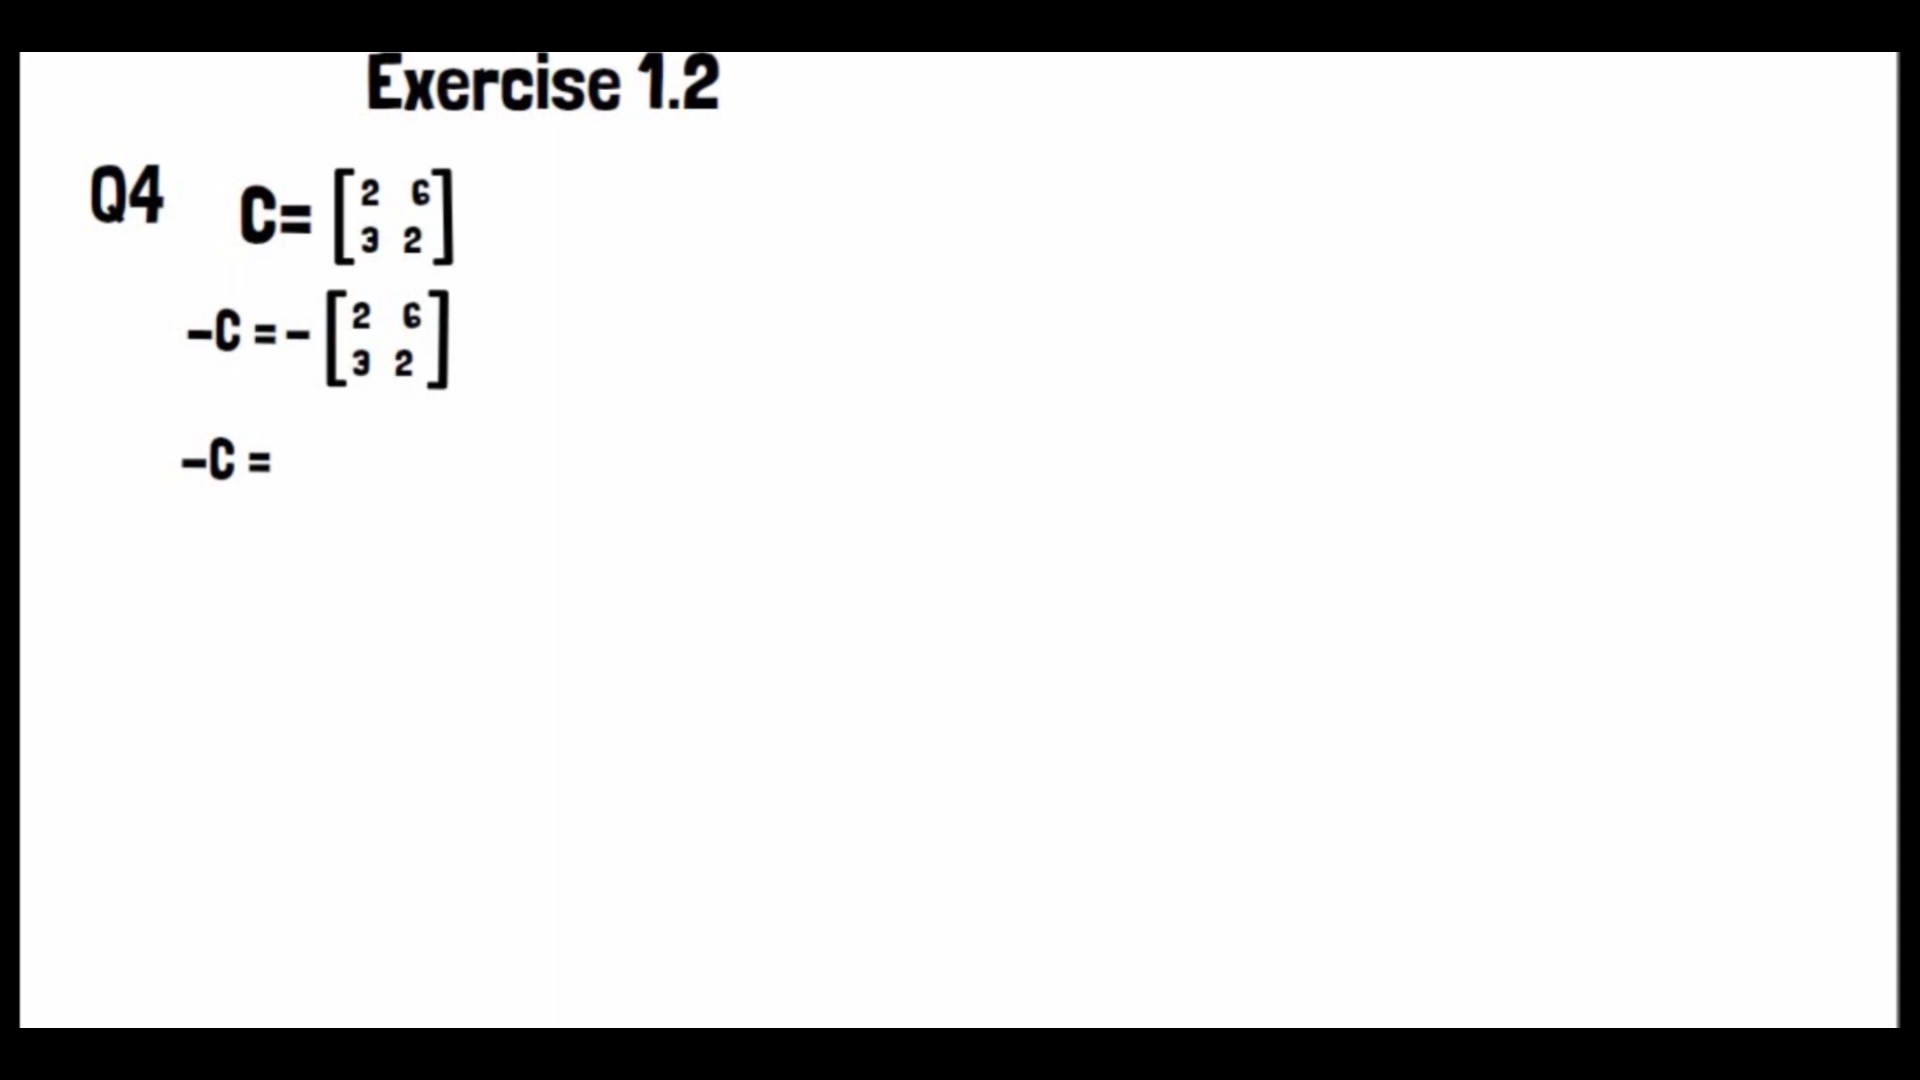 Exercise 1.2
Q4 C= [2 6
3 2]
-C = - [2 6
3 2]
-C =